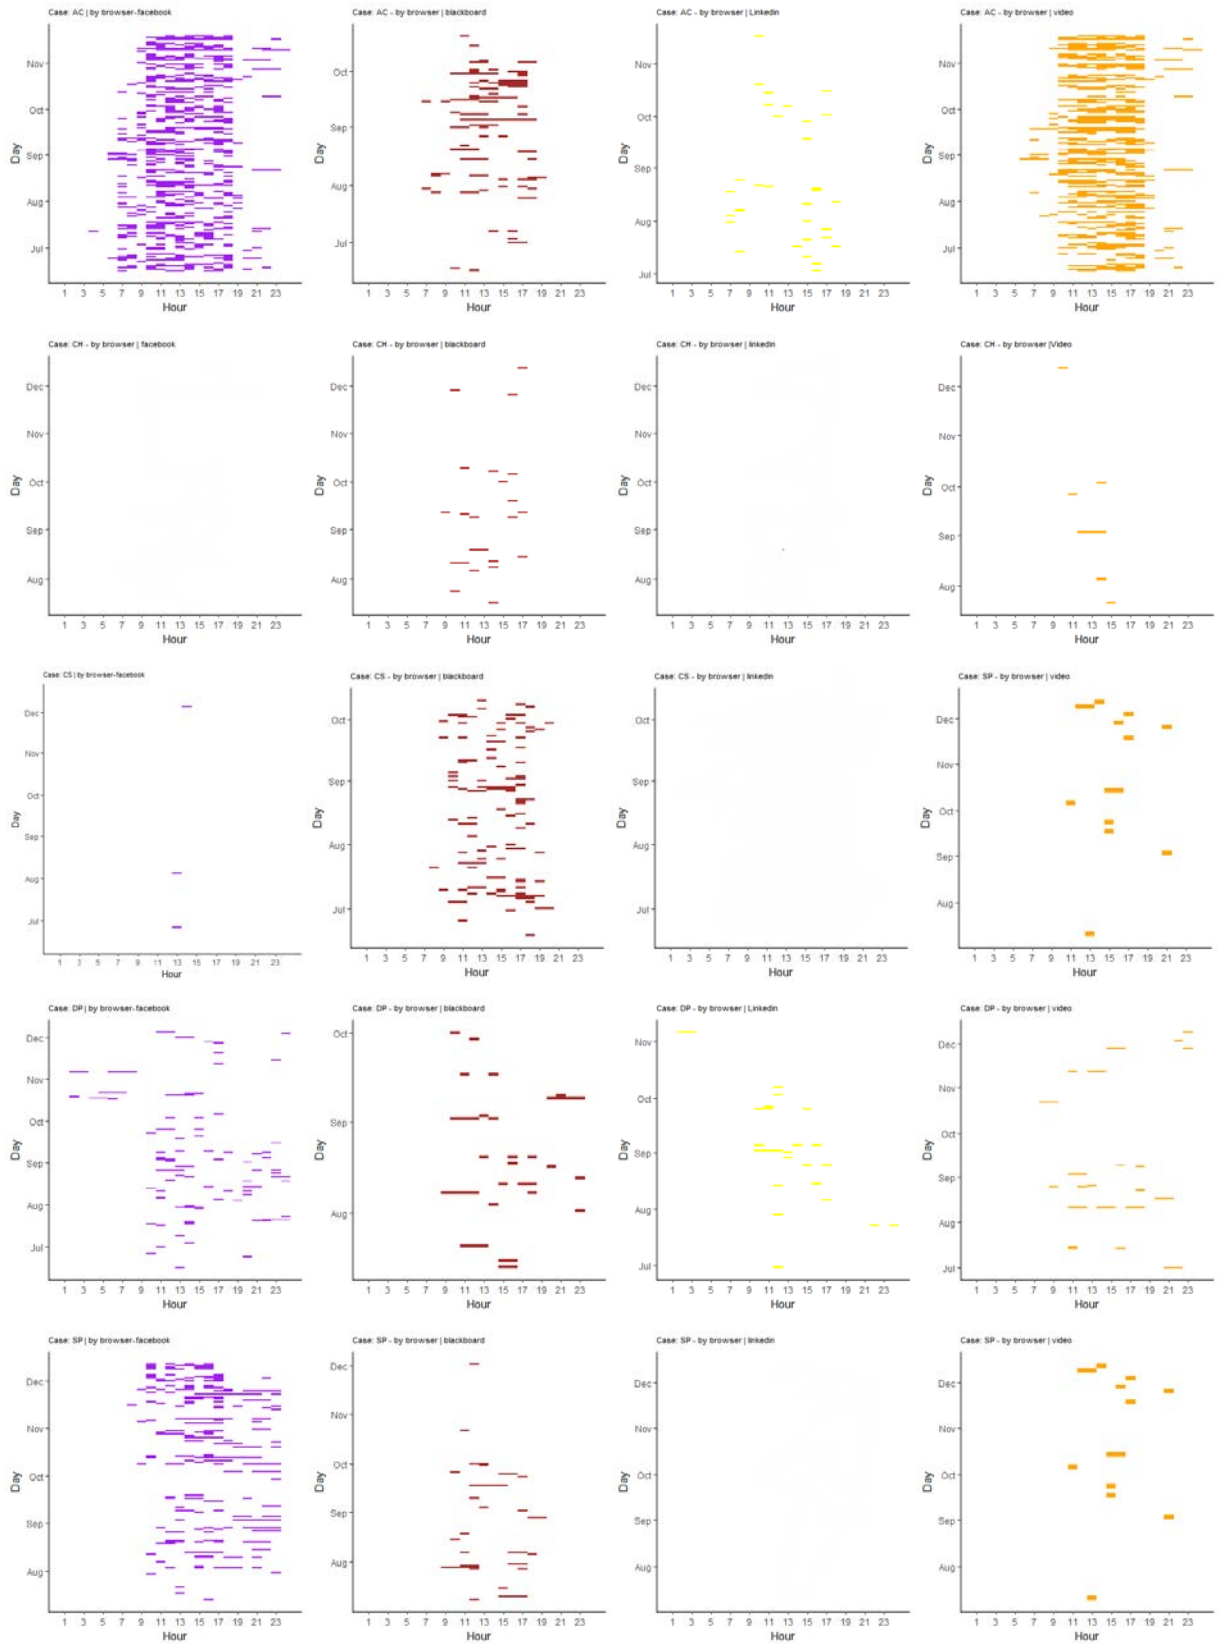 Case: AC | by browser-facebook
Nov
Oct
Sep
Aug
Jul
Day
1 3 5 7 9 11 13 15 17 19 21 23
Hour
Case: AC - by browser | blackboard
Oct
Sep
Aug
Jul
Day
1 3 5 7 9 11 13 15 17 19 21 23
Hour
Case: AC - by browser | Linkedin
Nov
Oct
Sep
Aug
Jul
Day
1 3 5 7 9 11 13 15 17 19 21 23
Hour
Case: AC | by browser | video
Nov
Oct
Sep
Aug
Jul
Day
1 3 5 7 9 11 13 15 17 19 21 23
Hour
Case: CH - by browser | facebook
Dec
Nov
Oct
Sep
Aug
Day
1 3 5 7 9 11 13 15 17 19 21 23
Hour
Case: CH - by browser | blackboard
Dec
Nov
Oct
Sep
Aug
Day
1 3 5 7 9 11 13 15 17 19 21 23
Hour
Case: CH - by browser | linkedin
Dec
Nov
Oct
Sep
Aug
Day
1 3 5 7 9 11 13 15 17 19 21 23
Hour
Case: CH - by browser |Video
Dec
Nov
Oct
Sep
Aug
Day
1 3 5 7 9 11 13 15 17 19 21 23
Hour
Case: CS | by browser-facebook
Dec
Nov
Oct
Sep
Aug
Jul
Day
1 3 5 7 9 11 13 15 17 19 21 23
Hour
Case: CS - by browser | blackboard
Oct
Sep
Aug
Jul
Day
1 3 5 7 9 11 13 15 17 19 21 23
Hour
Case: CS - by browser | linkedin
Oct
Sep
Aug
Jul
Day
1 3 5 7 9 11 13 15 17 19 21 23
Hour
Case: SP - by browser | video
Dec
Nov
Oct
Sep
Aug
Day
1 3 5 7 9 11 13 15 17 19 21 23
Hour
Case: DP | by browser-facebook
Dec
Nov
Oct
Sep
Aug
Jul
Day
1 3 5 7 9 11 13 15 17 19 21 23
Hour
Case: DP - by browser | blackboard
Oct
Sep
Aug
Day
1 3 5 7 9 11 13 15 17 19 21 23
Hour
Case: DP - by browser | Linkedin
Nov
Oct
Sep
Aug
Jul
Day
1 3 5 7 9 11 13 15 17 19 21 23
Hour
Case: DP - by browser | video
Dec
Nov
Oct
Sep
Aug
Jul
Day
1 3 5 7 9 11 13 15 17 19 21 23
Hour
Case: SP | by browser-facebook
Dec
Nov
Oct
Sep
Aug
Day
1 3 5 7 9 11 13 15 17 19 21 23
Hour
Case: SP - by browser | blackboard
Dec
Nov
Oct
Sep
Aug
Day
1 3 5 7 9 11 13 15 17 19 21 23
Hour
Case: SP - by browser | linkedin
Dec
Nov
Oct
Sep
Aug
Day
1 3 5 7 9 11 13 15 17 19 21 23
Hour
Case: SP - by browser | video
Dec
Nov
Oct
Sep
Aug
Day
1 3 5 7 9 11 13 15 17 19 21 23
Hour